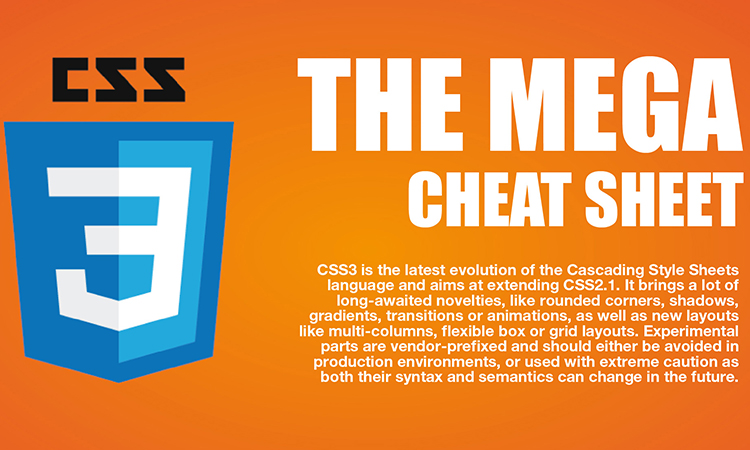 CSS
3
THE MEGA
CHEAT SHEET
CSS3 is the latest evolution of the Cascading Style Sheets
language and aims at extending CSS2.1. It brings a lot of
long-awaited novelties, like rounded corners, shadows,
gradients, transitions or animations, as well as new layouts
like multi-columns, flexible box or grid layouts. Experimental
parts are vendor-prefixed and should either be avoided in
production environments, or used with extreme caution as
both their syntax and semantics can change in the future.